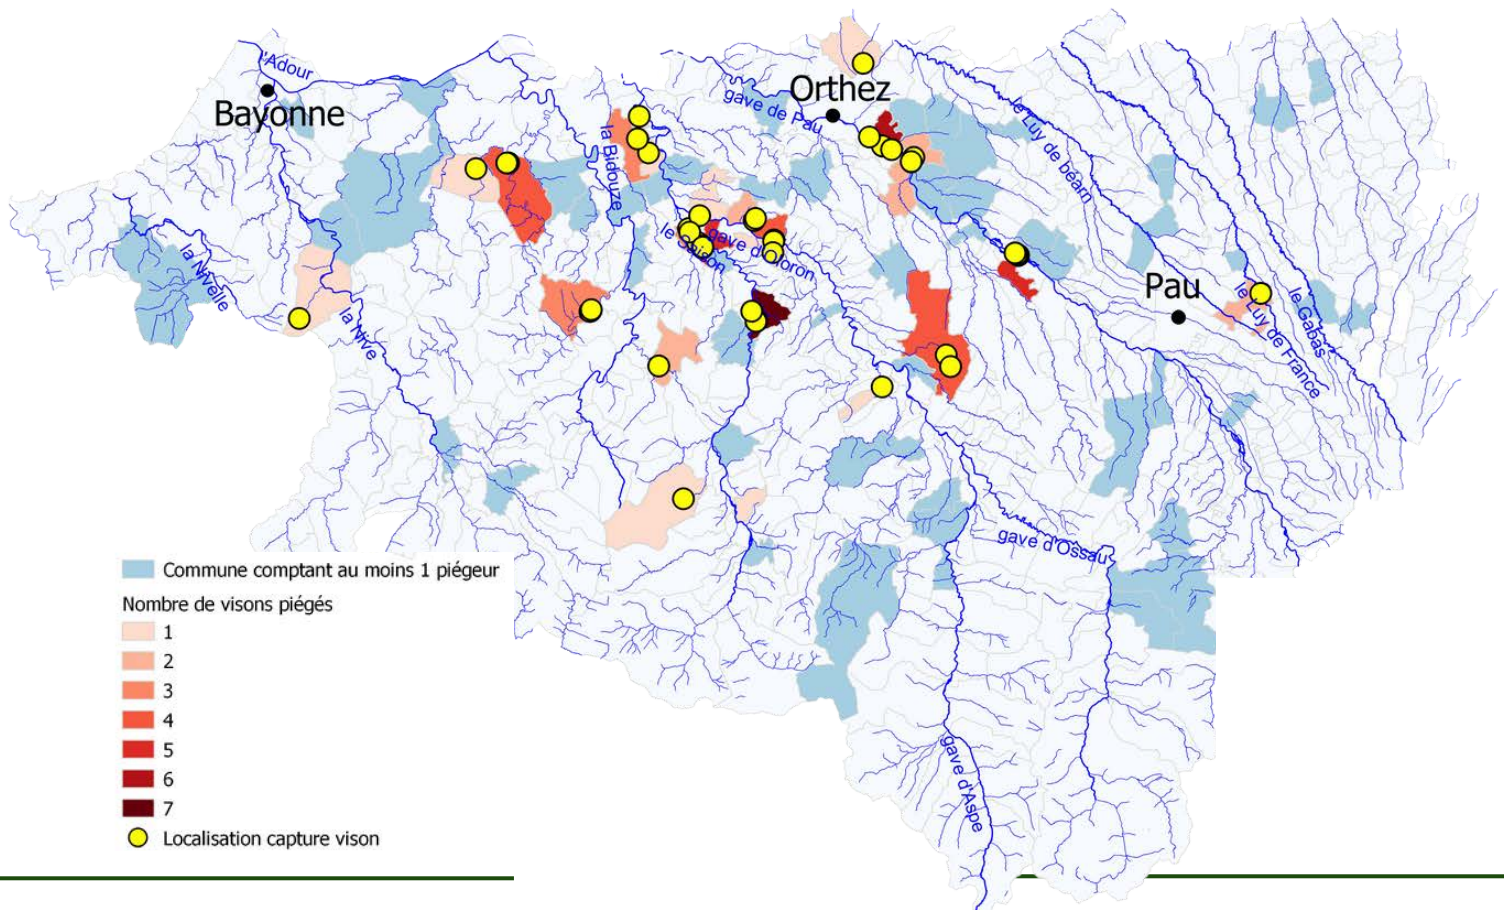 l'Adour
Bayonne
Orthez
gave de Pau
la Bidouze
le Luy de béarn
la Nivelle
la Nive
le Saison
gave d'Oloron
Pau
le Luy de France
le Gabas
gave d'Ossau
gave d'Aspe
Commune comptant au moins 1 piégeur
Nombre de visons piégés
1
2
3
4
5
6
7
Localisation capture vison